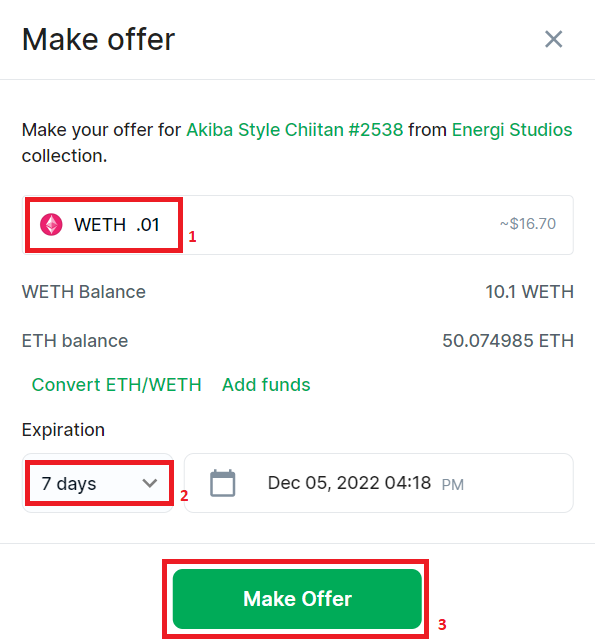 Make offer
Make your offer for Akiba Style Chiitan #2538 from Energi Studios
collection.
WETH .01 1 ~$16.70
WETH Balance 10.1 WETH
ETH balance 50.074985 ETH
Convert ETH/WETH Add funds
Expiration
7 days 2 Dec 05, 2022 04:18 PM
Make Offer 3